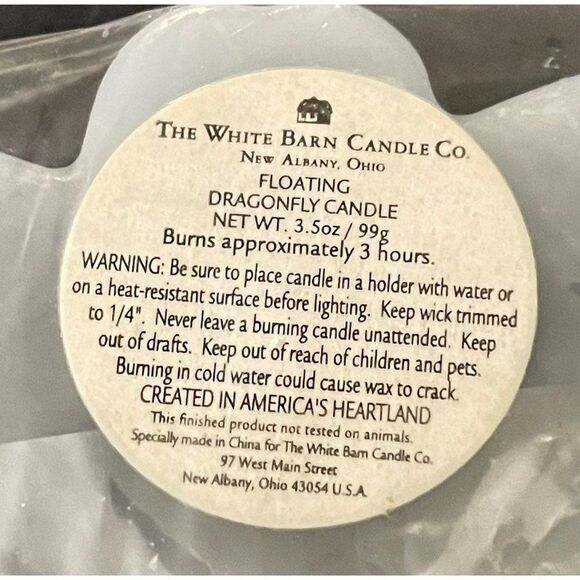 THE WHITE BARN CANDLE CO.
NEW ALBANY, OHIO
FLOATING
DRAGONFLY CANDLE
NET WT. 3.5oz / 99g
Burns approximately 3 hours.
WARNING: Be sure to place candle in a holder with water or
on a heat-resistant surface before lighting. Keep wick trimmed
to 1/4". Never leave a burning candle unattended. Keep
out of drafts. Keep out of reach of children and pets.
Burning in cold water could cause wax to crack.
CREATED IN AMERICA'S HEARTLAND
This finished product not tested on animals.
Specially made in China for The White Barn Candle Co.
97 West Main Street
New Albany, Ohio 43054 U.S.A.